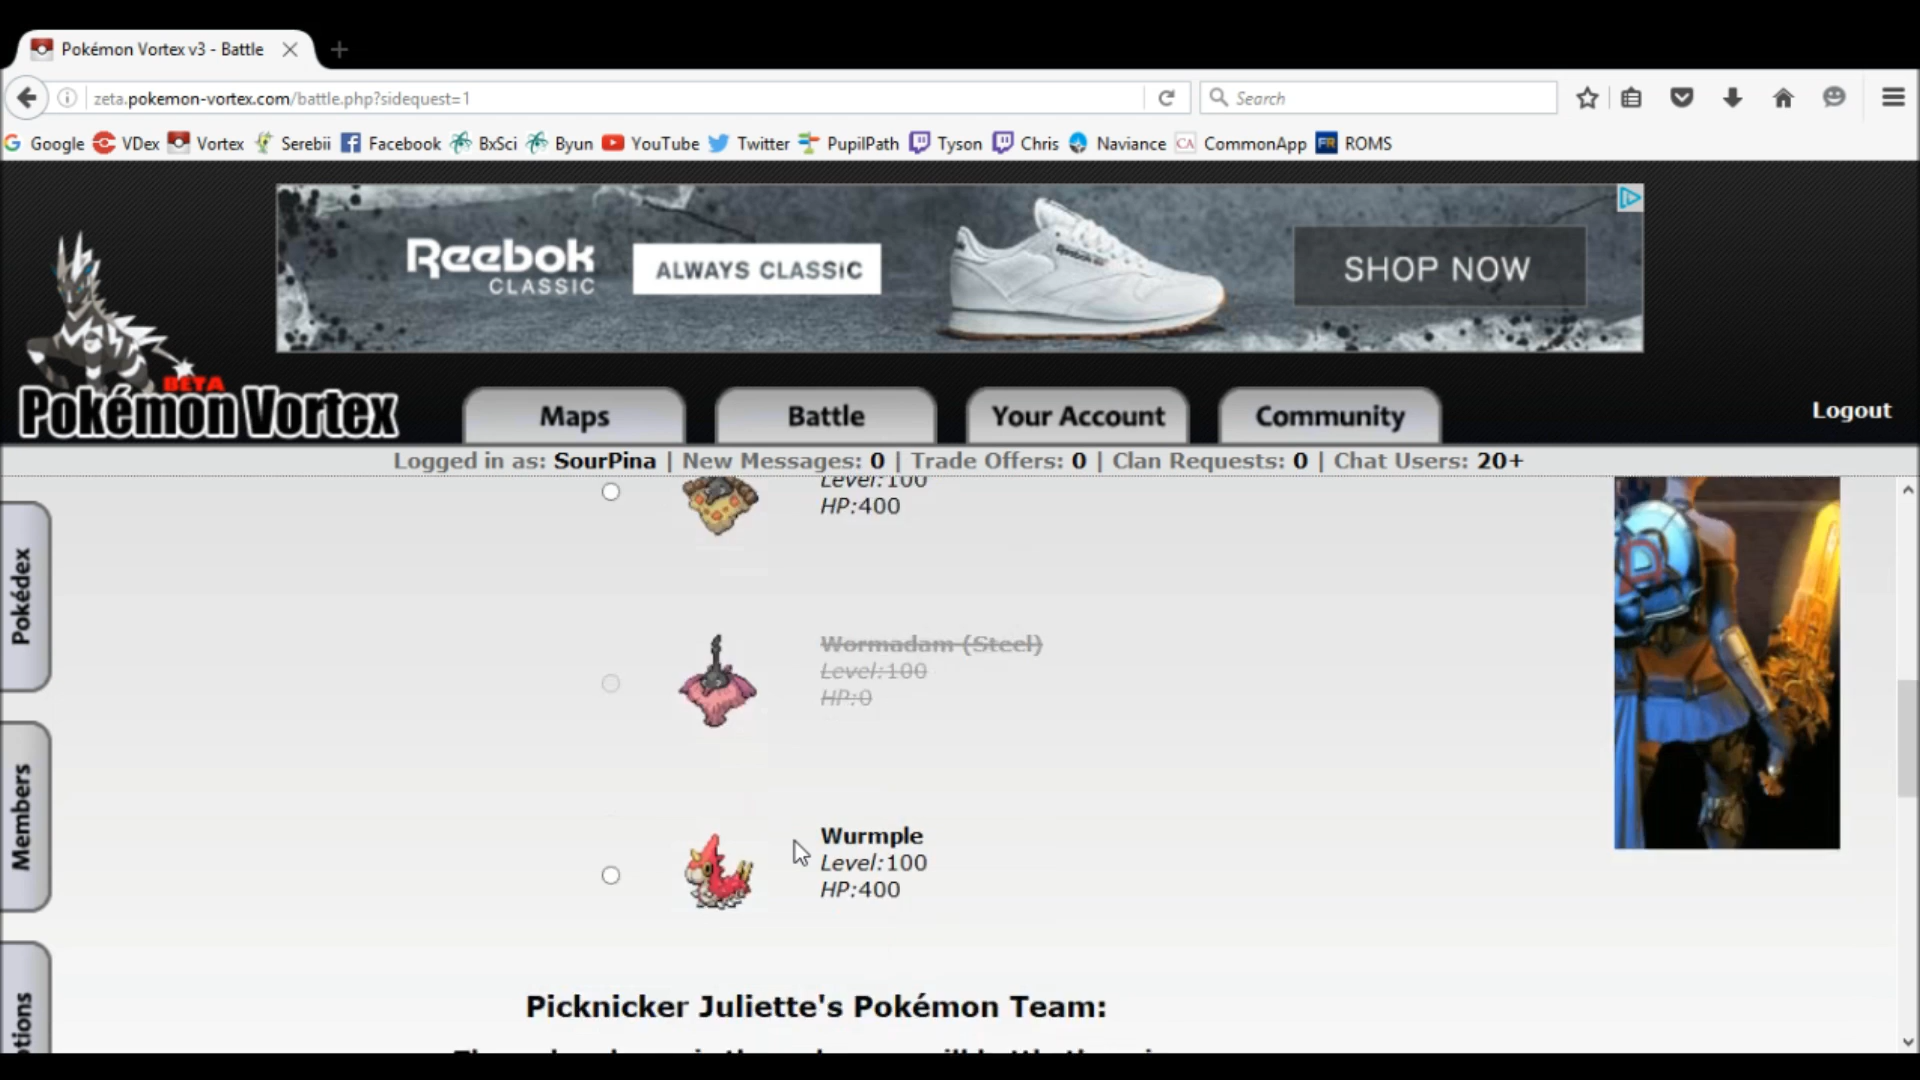 Pokémon Vortex v3 - Battle
zeta.pokemon-vortex.com/battle.php?sidequest=1
Search
Google VDex Vortex Serebii Facebook BxSci Byun YouTube Twitter PupilPath Tyson Chris Naviance CA CommonApp FR ROMS
Reebok
CLASSIC
ALWAYS CLASSIC
SHOP NOW
BETA
Pokémon Vortex
Maps
Battle
Your Account
Community
Logout
Logged in as: SourPina | New Messages: 0 | Trade Offers: 0 | Clan Requests: 0 | Chat Users: 20+
Level:100
HP:400
Pokédex
Wormadam (Steel)
Level:100
HP:0
Members
Wurmple
Level:100
HP:400
Picknicker Juliette's Pokémon Team: